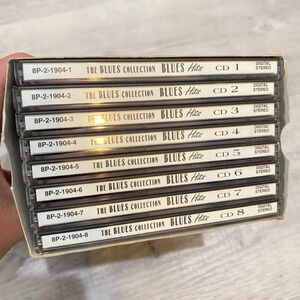 8P-2-1904-1 THE BLUES COLLECTION BLUES Hits CD 1 DIGITAL STEREO
8P-2-1904-2 THE BLUES COLLECTION BLUES Hits CD 2 DIGITAL STEREO
8P-2-1904-3 THE BLUES COLLECTION BLUES Hits CD 3 DIGITAL STEREO
8P-2-1904-4 THE BLUES COLLECTION BLUES Hits CD 4 DIGITAL STEREO
8P-2-1904-5 THE BLUES COLLECTION BLUES Hits CD 5 DIGITAL STEREO
8P-2-1904-6 THE BLUES COLLECTION BLUES Hits CD 6 DIGITAL STEREO
8P-2-1904-7 THE BLUES COLLECTION BLUES Hits CD 7 DIGITAL STEREO
8P-2-1904-8 THE BLUES COLLECTION BLUES Hits CD 8 DIGITAL STEREO